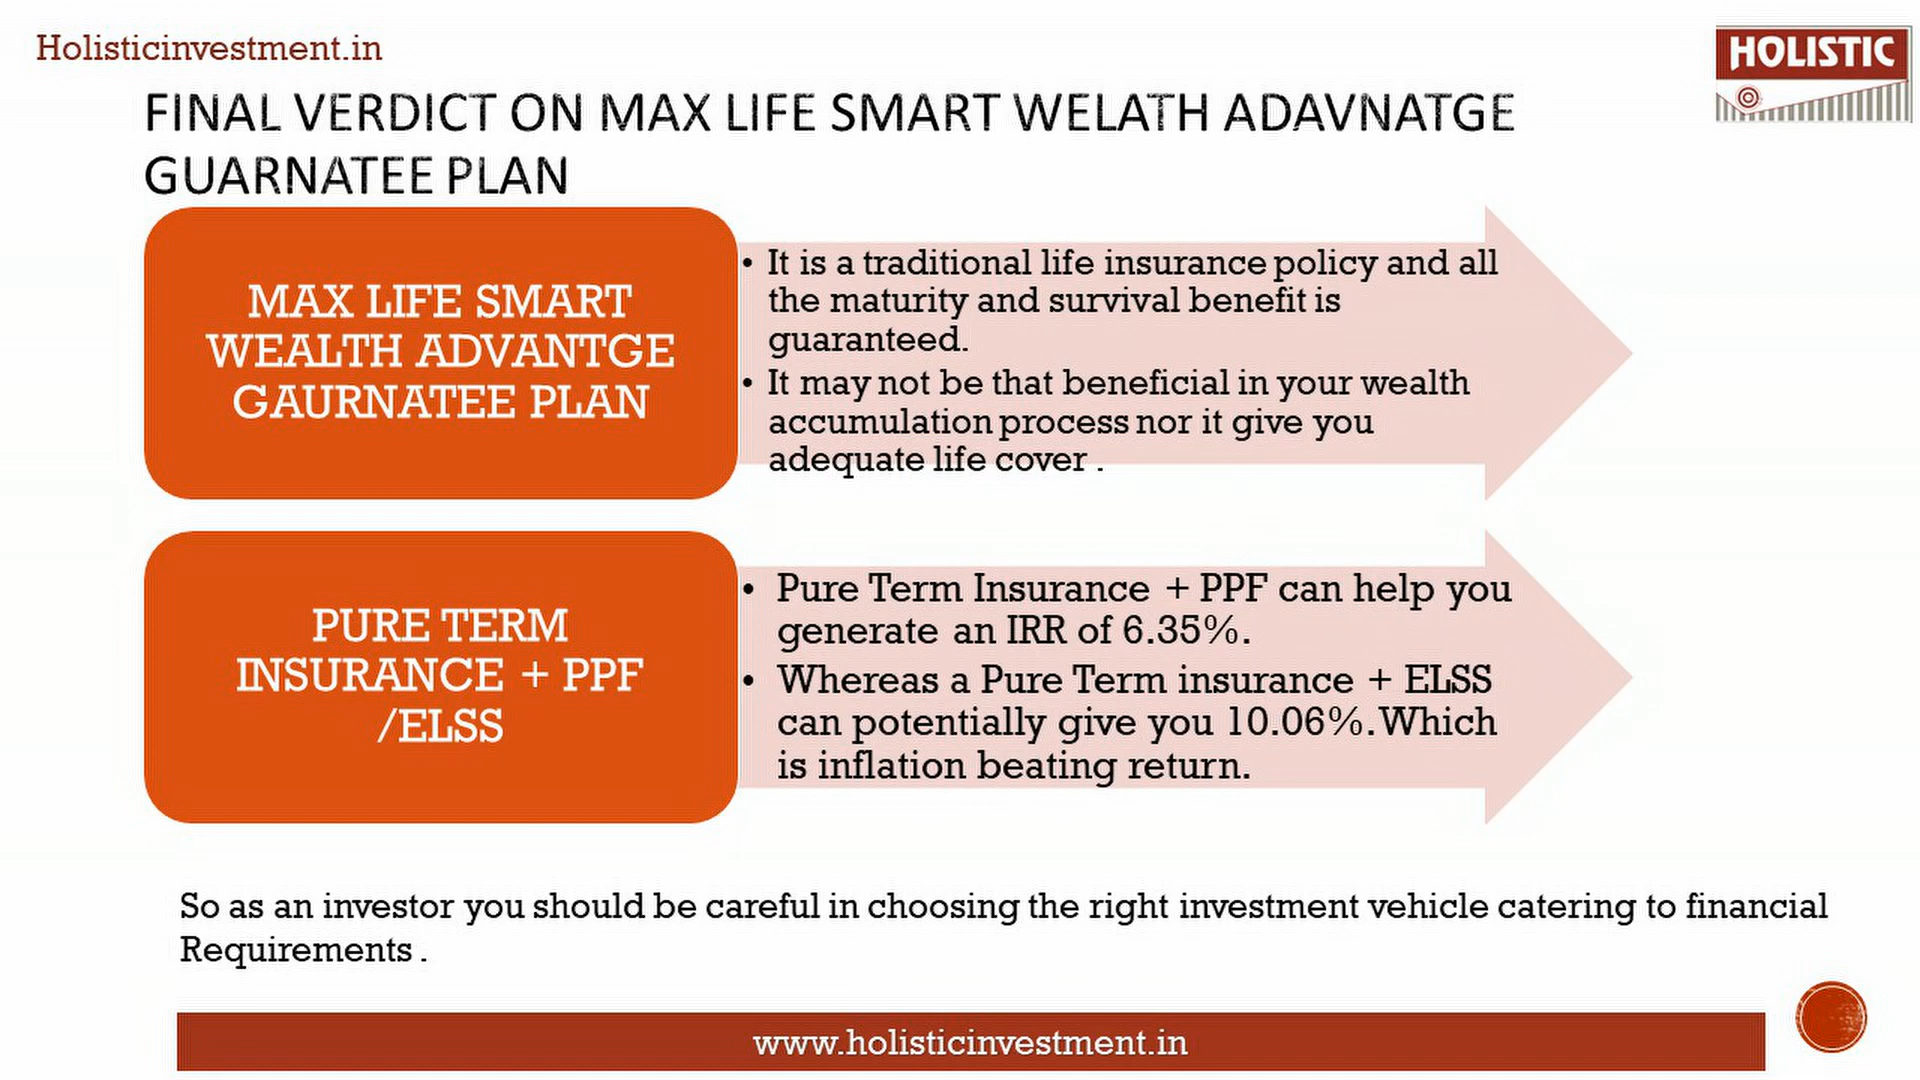 Holisticinvestment.in
HOLISTIC
FINAL VERDICT ON MAX LIFE SMART WELATH ADAVNATGE
GUARNATEE PLAN
MAX LIFE SMART
WEALTH ADVANTGE
GAURNATEE PLAN
• It is a traditional life insurance policy and all
the maturity and survival benefit is
guaranteed.
• It may not be that beneficial in your wealth
accumulation process nor it give you
adequate life cover .
PURE TERM
INSURANCE + PPF
/ELSS
• Pure Term Insurance + PPF can help you
generate an IRR of 6.35%.
• Whereas a Pure Term insurance + ELSS
can potentially give you 10.06%.Which
is inflation beating return.
So as an investor you should be careful in choosing the right investment vehicle catering to financial
Requirements .
www.holisticinvestment.in